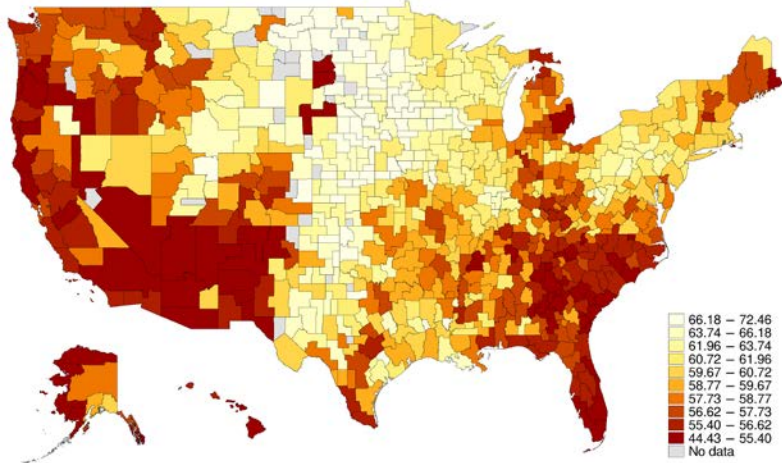 66.18 – 72.46
63.74 – 66.18
61.96 – 63.74
60.72 – 61.96
59.67 – 60.72
58.77 – 59.67
57.73 – 58.77
56.62 – 57.73
55.40 – 56.62
44.43 – 55.40
No data